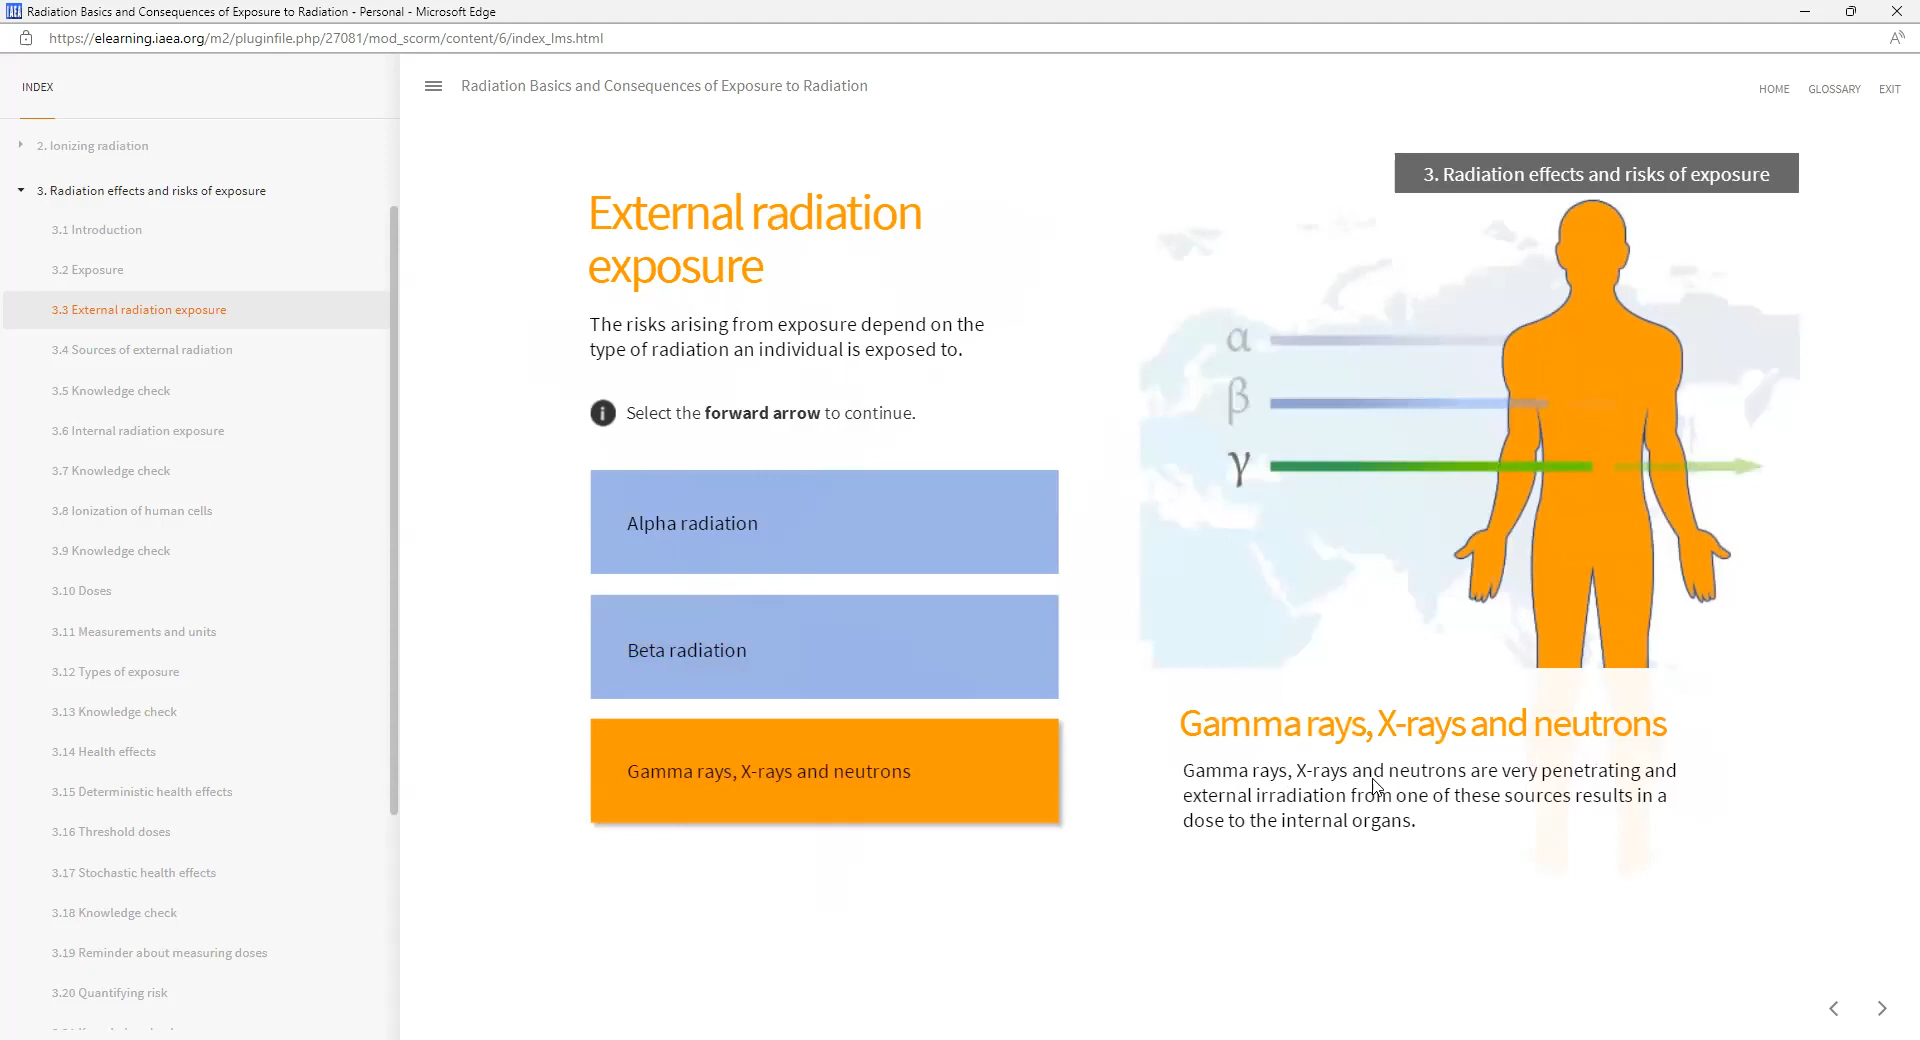 IAEA Radiation Basics and Consequences of Exposure to Radiation - Personal - Microsoft Edge
https://elearning.iaea.org/m2/pluginfile.php/27081/mod_scorm/content/6/index_lms.html
INDEX
2. Ionizing radiation
3. Radiation effects and risks of exposure
3.1 Introduction
3.2 Exposure
3.3 External radiation exposure
3.4 Sources of external radiation
3.5 Knowledge check
3.6 Internal radiation exposure
3.7 Knowledge check
3.8 Ionization of human cells
3.9 Knowledge check
3.10 Doses
3.11 Measurements and units
3.12 Types of exposure
3.13 Knowledge check
3.14 Health effects
3.15 Deterministic health effects
3.16 Threshold doses
3.17 Stochastic health effects
3.18 Knowledge check
3.19 Reminder about measuring doses
3.20 Quantifying risk
Radiation Basics and Consequences of Exposure to Radiation
HOME GLOSSARY EXIT
3. Radiation effects and risks of exposure
External radiation
exposure
The risks arising from exposure depend on the
type of radiation an individual is exposed to.
i Select the forward arrow to continue.
Alpha radiation
Beta radiation
Gamma rays, X-rays and neutrons
α
β
γ
Gamma rays, X-rays and neutrons
Gamma rays, X-rays and neutrons are very penetrating and
external irradiation from one of these sources results in a
dose to the internal organs.